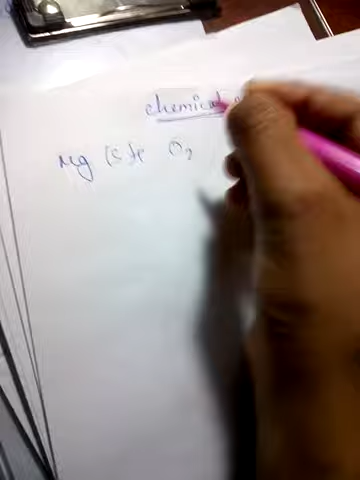 chemical
Mg (s) + O₂